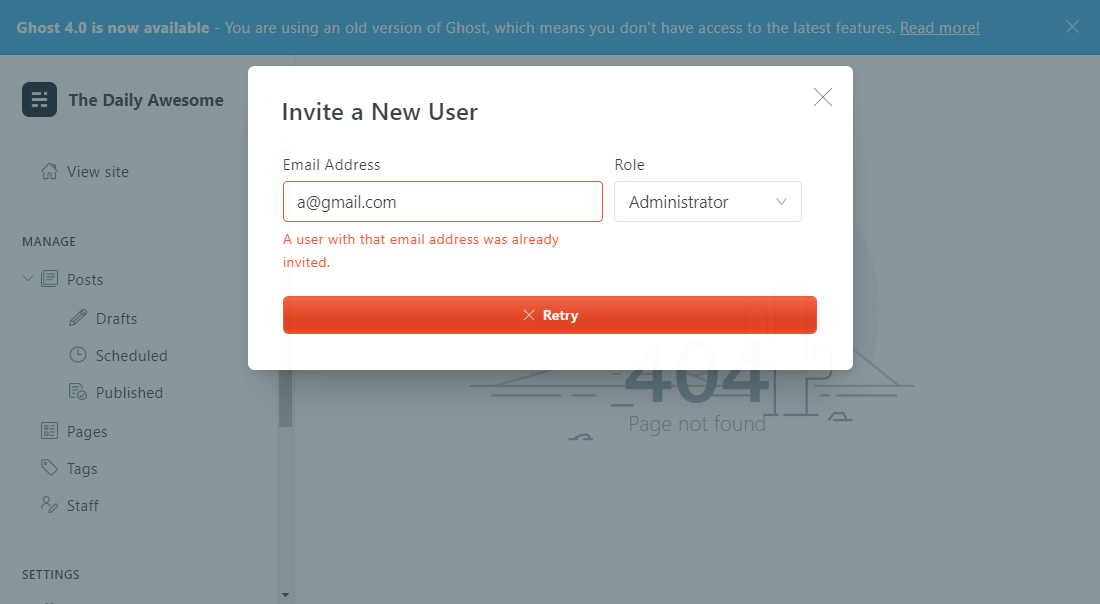 Ghost 4.0 is now available - You are using an old version of Ghost, which means you don't have access to the latest features. Read more!
The Daily Awesome
View site
MANAGE
Posts
Drafts
Scheduled
Published
Pages
Tags
Staff
SETTINGS
Invite a New User
Email Address
Role
a@gmail.com
Administrator
A user with that email address was already
invited.
Retry
404
Page not found